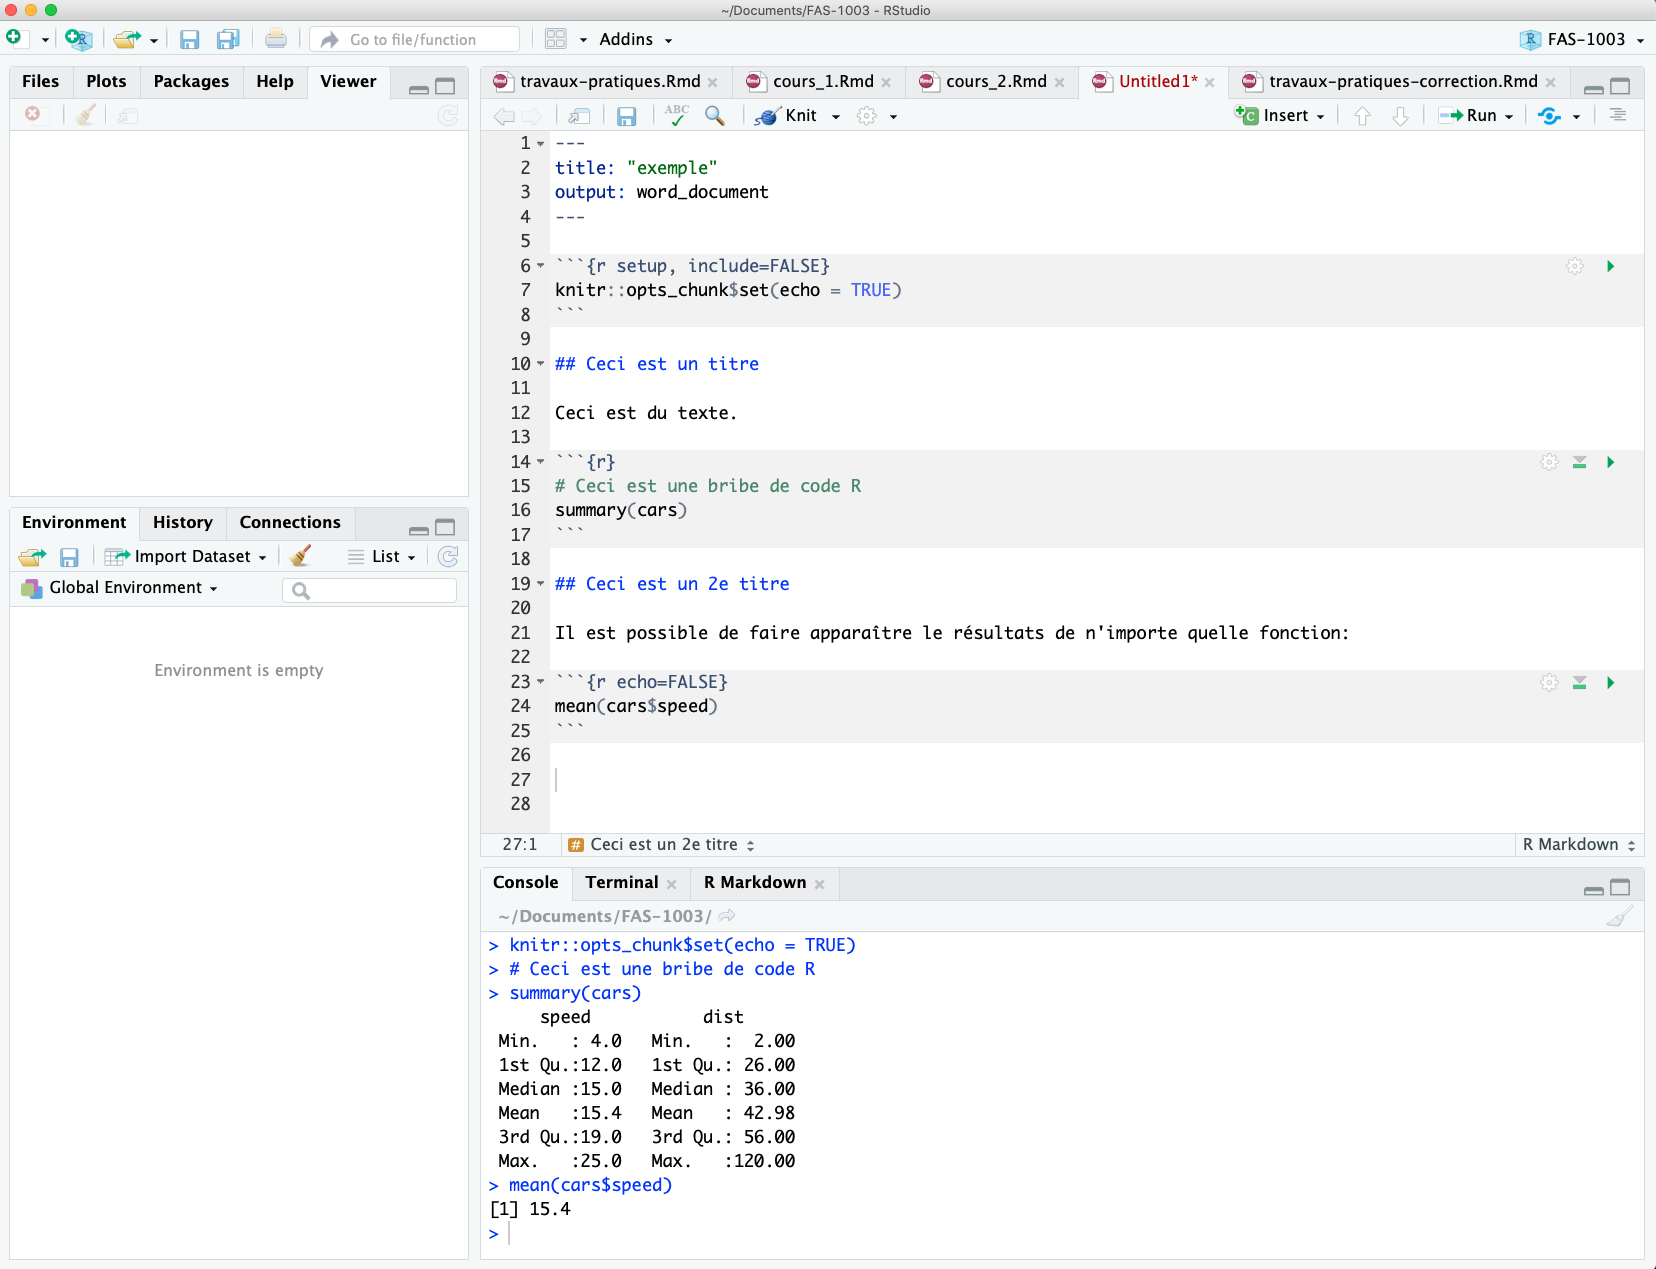 ~/Documents/FAS-1003 - RStudio
Go to file/function
Addins
FAS-1003
Files Plots Packages Help Viewer
Environment History Connections
Import Dataset List
Global Environment
Environment is empty
travaux-pratiques.Rmd cours_1.Rmd cours_2.Rmd Untitled1* travaux-pratiques-correction.Rmd
ABC Knit Insert Run
1 ---
2 title: "exemple"
3 output: word_document
4 ---
5
6 ```{r setup, include=FALSE}
7 knitr::opts_chunk$set(echo = TRUE)
8 ```
9
10 ## Ceci est un titre
11
12 Ceci est du texte.
13
14 ```{r}
15 # Ceci est une bribe de code R
16 summary(cars)
17 ```
18
19 ## Ceci est un 2e titre
20
21 Il est possible de faire apparaître le résultats de n'importe quelle fonction:
22
23 ```{r echo=FALSE}
24 mean(cars$speed)
25 ```
26
27
28
27:1 # Ceci est un 2e titre R Markdown
Console Terminal R Markdown
~/Documents/FAS-1003/
> knitr::opts_chunk$set(echo = TRUE)
> # Ceci est une bribe de code R
> summary(cars)
     speed           dist
 Min.   : 4.0   Min.   :  2.00
 1st Qu.:12.0   1st Qu.: 26.00
 Median :15.0   Median : 36.00
 Mean   :15.4   Mean   : 42.98
 3rd Qu.:19.0   3rd Qu.: 56.00
 Max.   :25.0   Max.   :120.00
> mean(cars$speed)
[1] 15.4
>